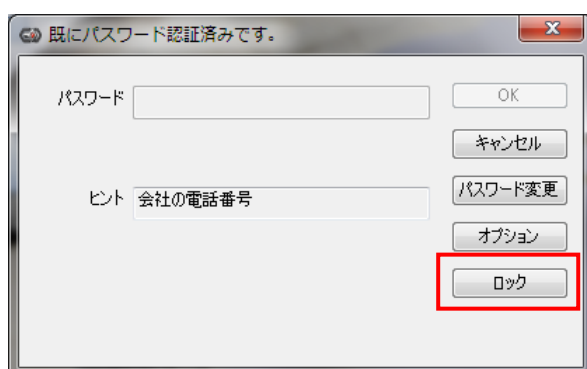 既にパスワード認証済みです。
パスワード
OK
キャンセル
ヒント 会社の電話番号
パスワード変更
オプション
ロック